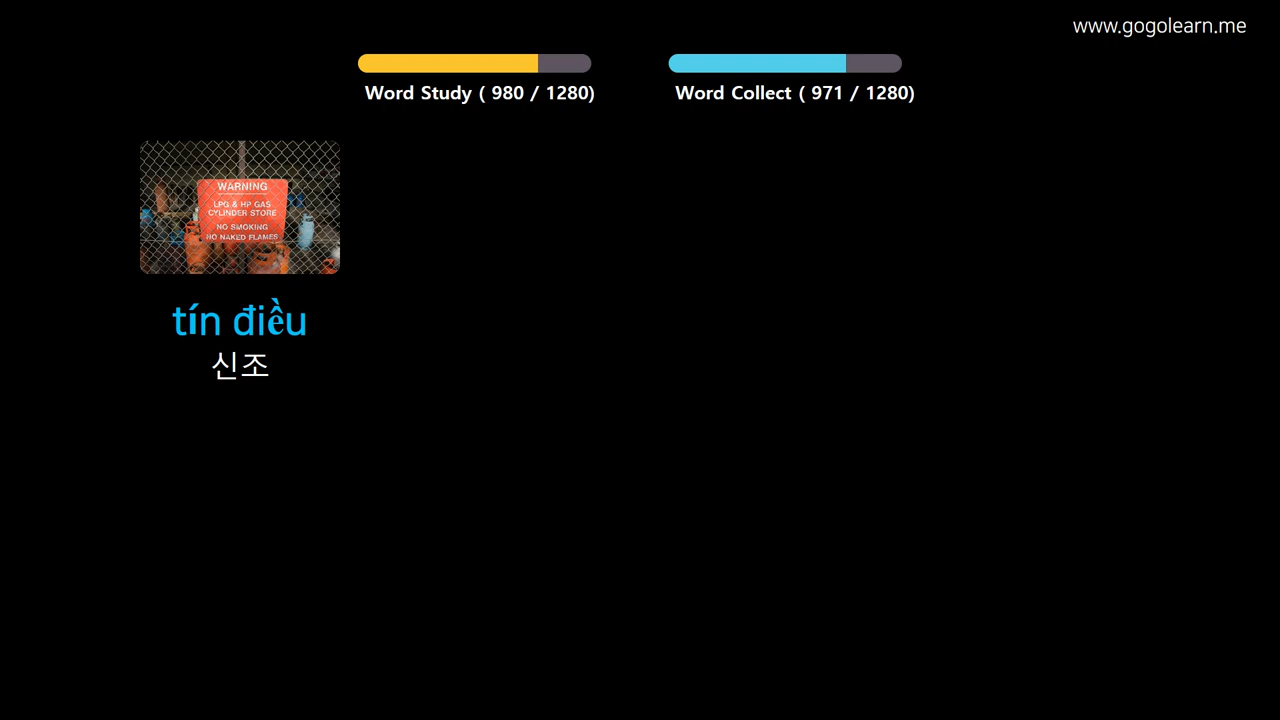 www.gogolearn.me
Word Study ( 980 / 1280)
Word Collect ( 971 / 1280)
WARNING
LPG & HP GAS
CYLINDER STORE
NO SMOKING
NO NAKED FLAMES
tín điều
신조